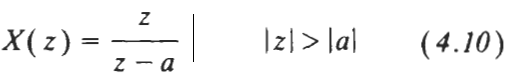 X(z) = z / (z - a) | |z| > |a| (4.10)